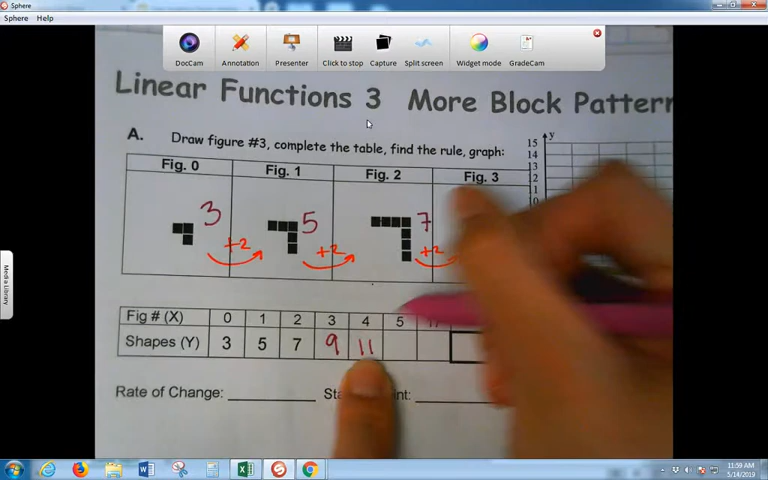 Sphere
Sphere Help
DocCam Annotation Presenter Click to stop Capture Split screen Widget mode GradeCam
Media Library
Linear Functions 3 More Block Pattern
A. Draw figure #3, complete the table, find the rule, graph:
Fig. 0 Fig. 1 Fig. 2 Fig. 3
3 5 7
+2 +2 +2
y
15
14
13
12
11
Fig # (X) 0 1 2 3 4 5
Shapes (Y) 3 5 7 9 11
Rate of Change:
11:59 AM
5/14/2019